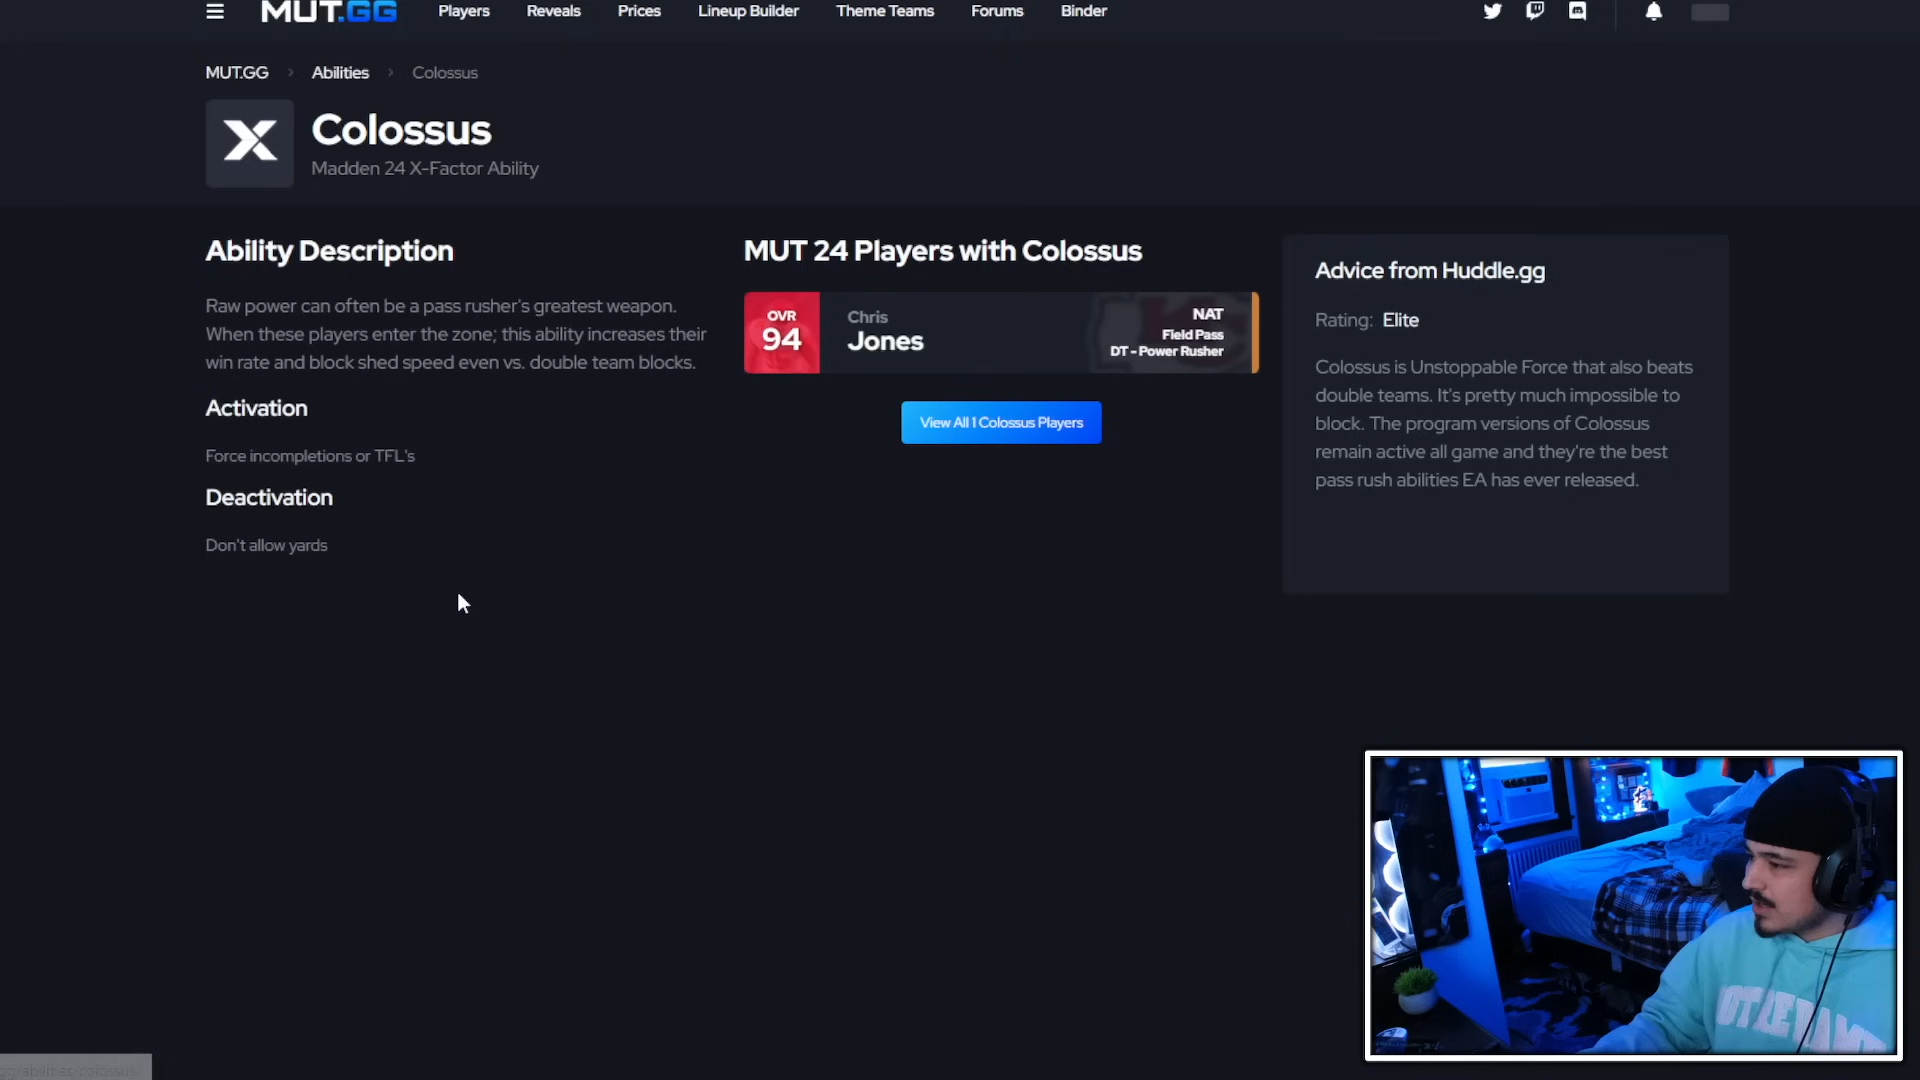 MUT.GG Players Reveals Prices Lineup Builder Theme Teams Forums Binder
MUT.GG > Abilities > Colossus
Colossus
Madden 24 X-Factor Ability
Ability Description
Raw power can often be a pass rusher's greatest weapon.
When these players enter the zone; this ability increases their
win rate and block shed speed even vs. double team blocks.
Activation
Force incompletions or TFL's
Deactivation
Don't allow yards
MUT 24 Players with Colossus
OVR
94
Chris
Jones
NAT
Field Pass
DT - Power Rusher
View All 1 Colossus Players
Advice from Huddle.gg
Rating: Elite
Colossus is Unstoppable Force that also beats
double teams. It's pretty much impossible to
block. The program versions of Colossus
remain active all game and they're the best
pass rush abilities EA has ever released.